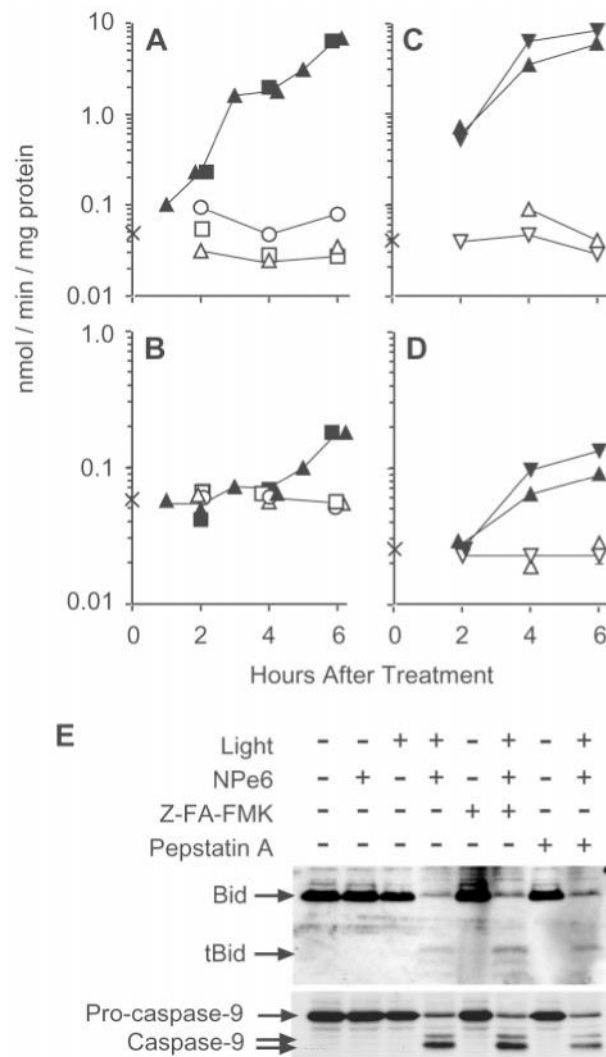 A
C
10
1.0
0.1
0.01
nmol / min / mg protein
B
D
1.0
0.1
0.01
0 2 4 6 0 2 4 6
Hours After Treatment
E
Light - - + + - + - +
NPe6 - + - + - + - +
Z-FA-FMK - - - - + + - -
Pepstatin A - - - - - - + +
Bid
tBid
Pro-caspase-9
Caspase-9